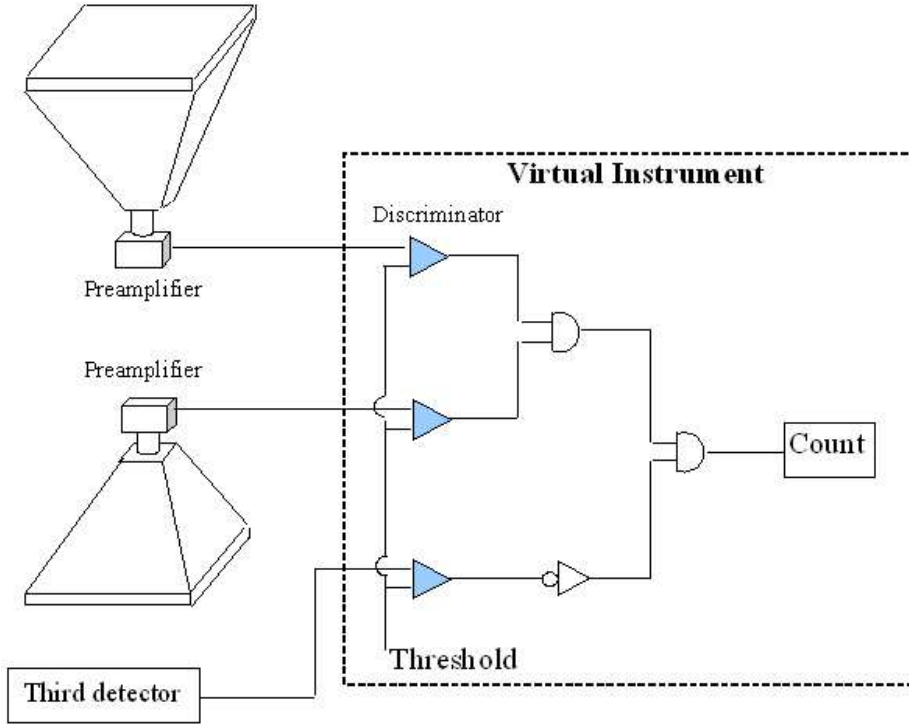 Virtual Instrument
Discriminator
Preamplifier
Preamplifier
Count
Threshold
Third detector